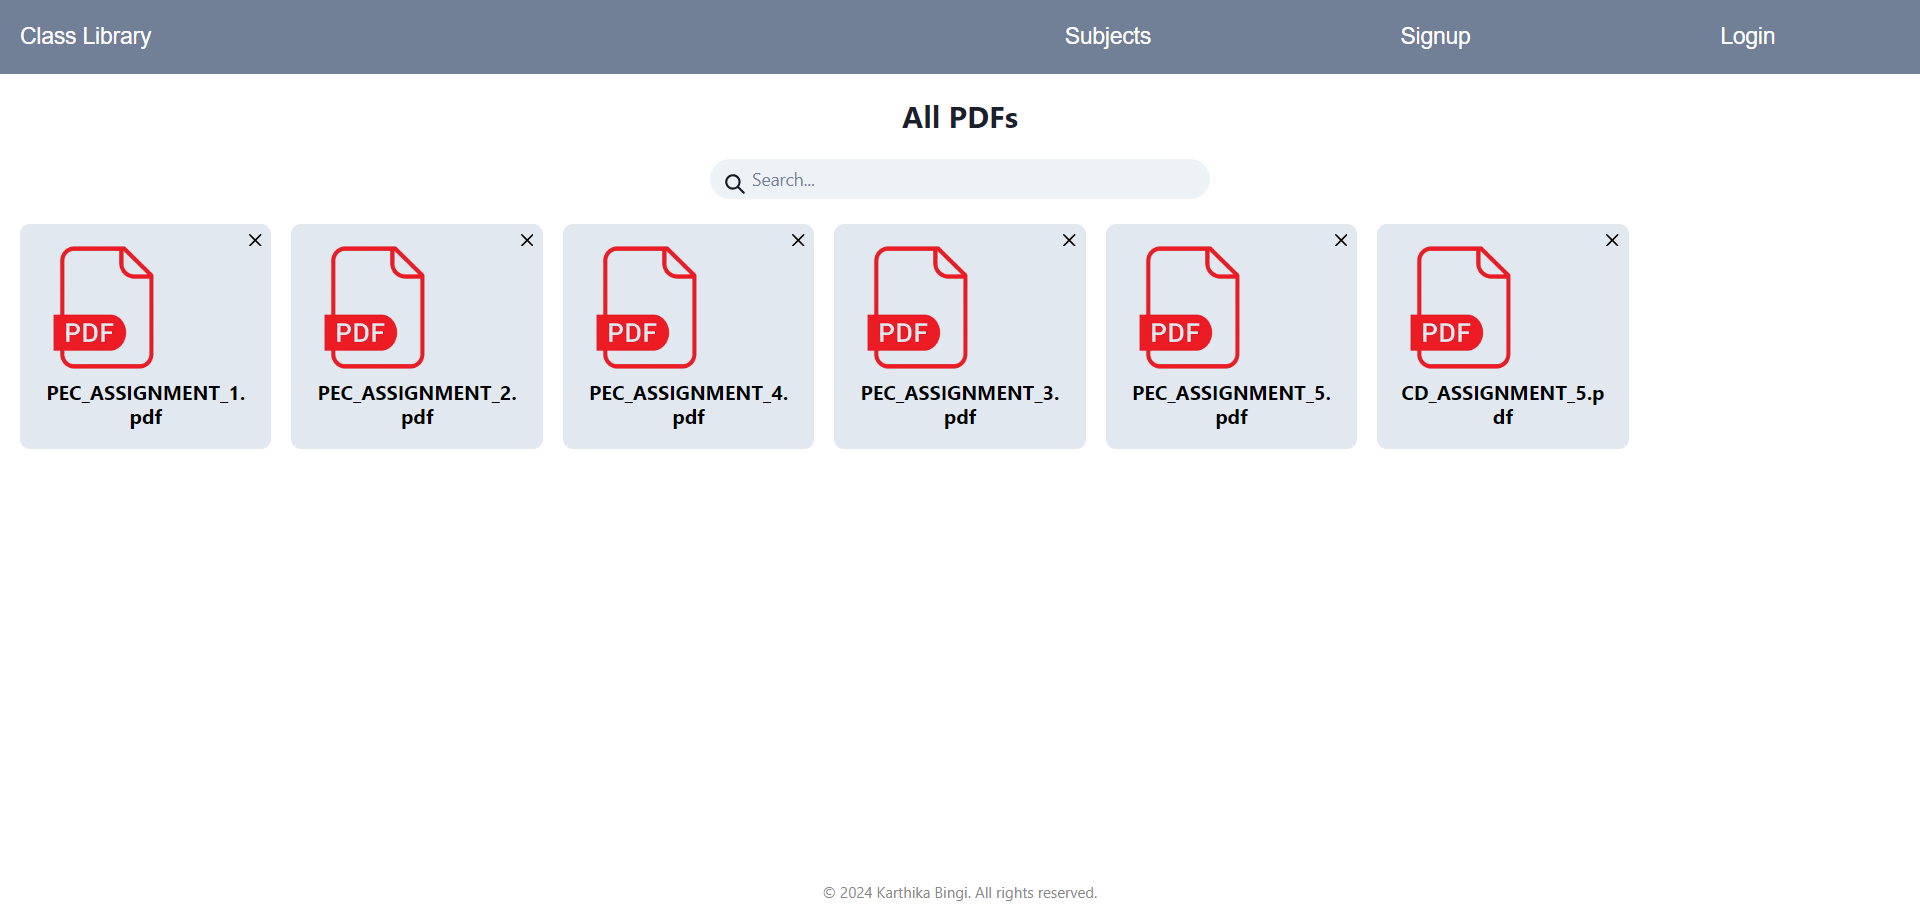 Class Library Subjects Signup Login
All PDFs
Search...
PDF PDF PDF PDF PDF PDF
PEC_ASSIGNMENT_1.
pdf
PEC_ASSIGNMENT_2.
pdf
PEC_ASSIGNMENT_4.
pdf
PEC_ASSIGNMENT_3.
pdf
PEC_ASSIGNMENT_5.
pdf
CD_ASSIGNMENT_5.p
df
© 2024 Karthika Bingi. All rights reserved.